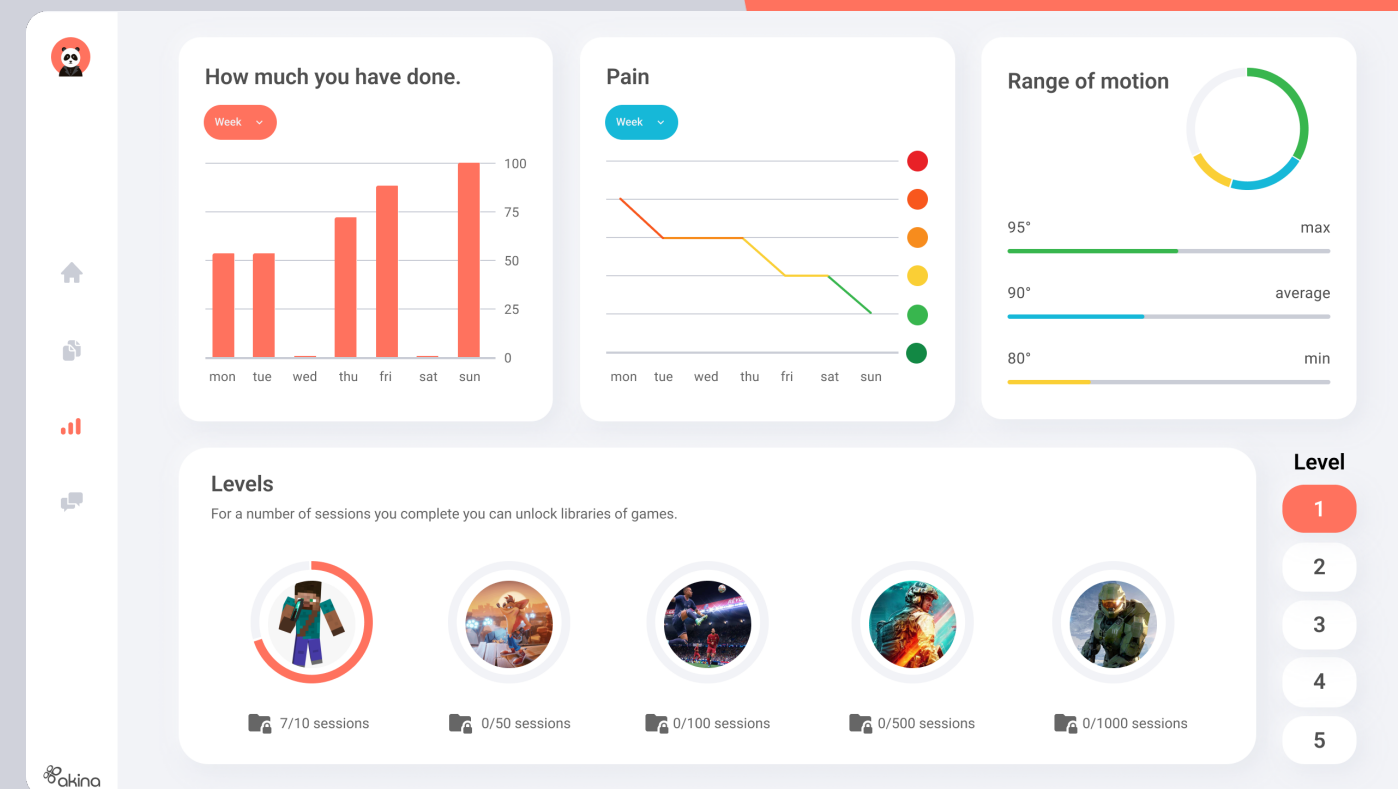 How much you have done.
Week
100
75
50
25
0
mon tue wed thu fri sat sun
Pain
Week
mon tue wed thu fri sat sun
Range of motion
95° max
90° average
80° min
Levels
For a number of sessions you complete you can unlock libraries of games.
7/10 sessions
0/50 sessions
0/100 sessions
0/500 sessions
0/1000 sessions
Level
1
2
3
4
5
akina